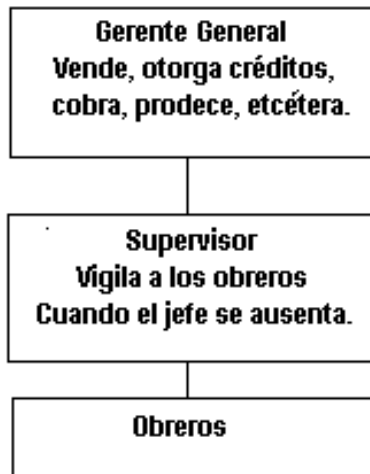 Gerente General
Vende, otorga créditos,
cobra, prodece, etcétera.
Supervisor
Vigila a los obreros
Cuando el jefe se ausenta.
Obreros